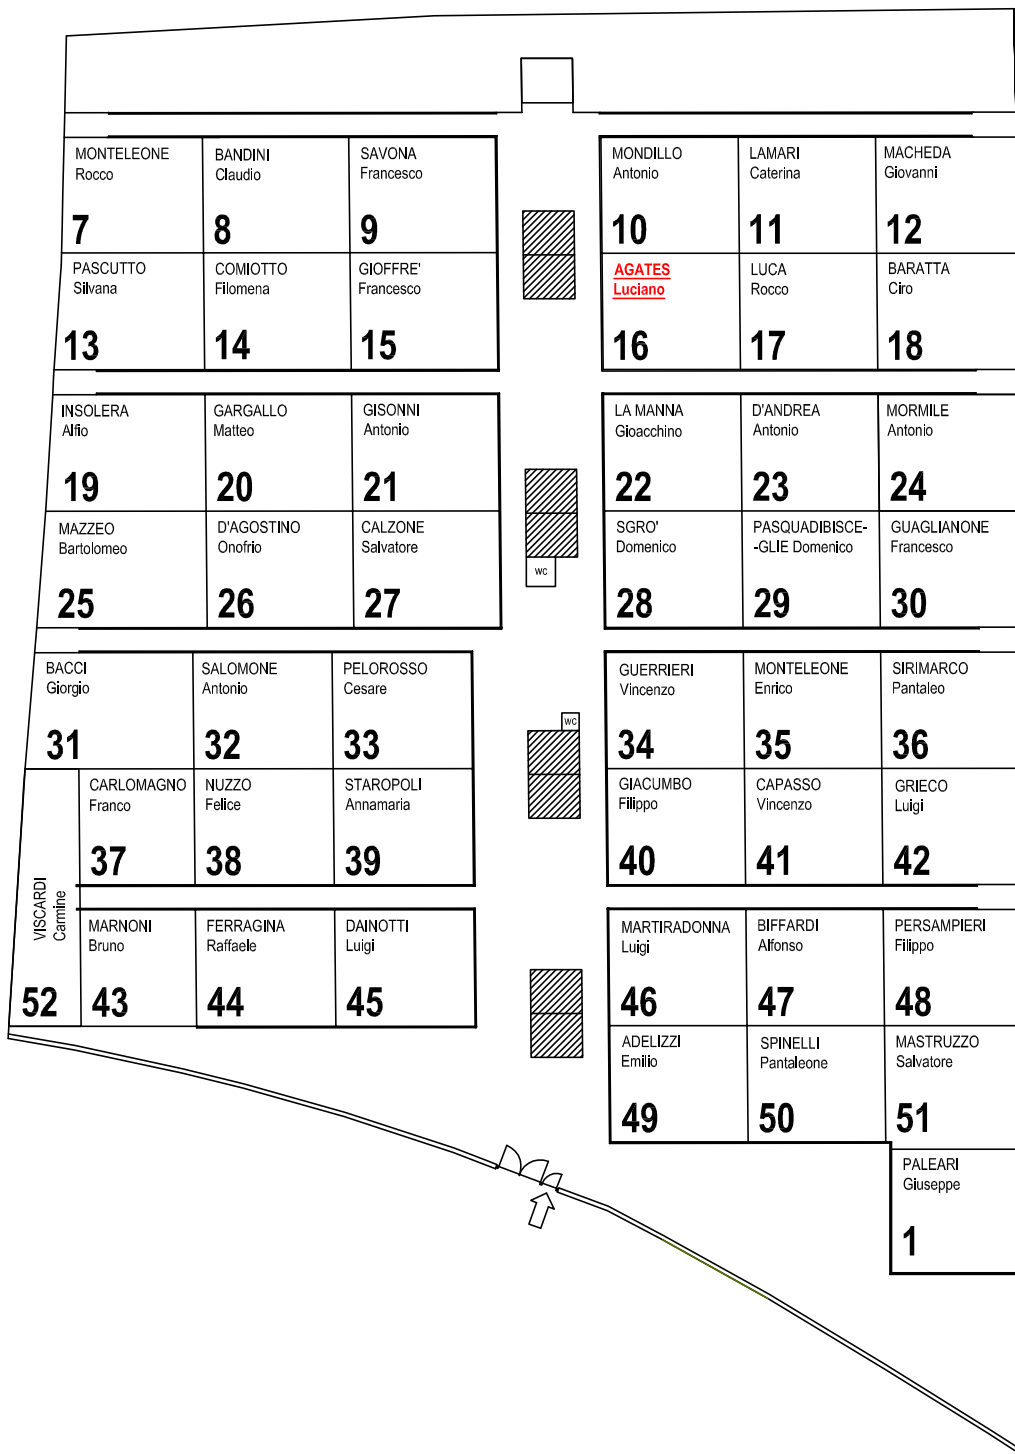 MONTELEONE
Rocco
7
BANDINI
Claudio
8
SAVONA
Francesco
9
MONDILLO
Antonio
10
LAMARI
Caterina
11
MACHEDA
Giovanni
12
PASCUTTO
Silvana
13
COMIOTTO
Filomena
14
GIOFFRE'
Francesco
15
AGATES
Luciano
16
LUCA
Rocco
17
BARATTA
Ciro
18
INSOLERA
Alfio
19
GARGALLO
Matteo
20
GISONNI
Antonio
21
LA MANNA
Gioacchino
22
D'ANDREA
Antonio
23
MORMILE
Antonio
24
MAZZEO
Bartolomeo
25
D'AGOSTINO
Onofrio
26
CALZONE
Salvatore
27
WC
SGRO'
Domenico
28
PASQUADIBISCE-
-GLIE Domenico
29
GUAGLIANONE
Francesco
30
BACCI
Giorgio
31
SALOMONE
Antonio
32
PELOROSSO
Cesare
33
WC
GUERRIERI
Vincenzo
34
MONTELEONE
Enrico
35
SIRIMARCO
Pantaleo
36
CARLOMAGNO
Franco
37
NUZZO
Felice
38
STAROPOLI
Annamaria
39
GIACUMBO
Filippo
40
CAPASSO
Vincenzo
41
GRIECO
Luigi
42
VISCARDI
Carmine
52
MARNONI
Bruno
43
FERRAGINA
Raffaele
44
DAINOTTI
Luigi
45
MARTIRADONNA
Luigi
46
BIFFARDI
Alfonso
47
PERSAMPIERI
Filippo
48
ADELIZZI
Emilio
49
SPINELLI
Pantaleone
50
MASTRUZZO
Salvatore
51
PALEARI
Giuseppe
1